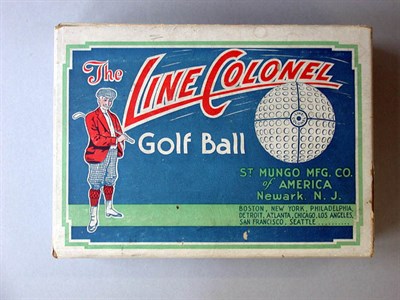 The
LINE COLONEL
Golf Ball
ST MUNGO MFG. CO.
of AMERICA
Newark. N. J.
BOSTON, NEW YORK, PHILADELPHIA,
DETROIT, ATLANTA, CHICAGO, LOS ANGELES,
SAN FRANCISCO, SEATTLE